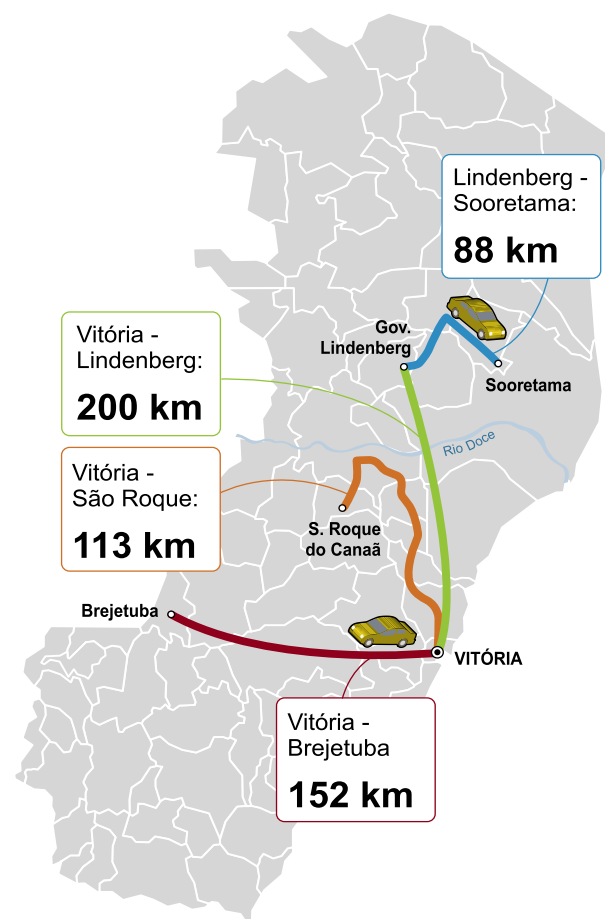 Lindenberg -
Sooretama:
88 km
Gov.
Lindenberg
Sooretama
Vitória -
Lindenberg:
200 km
Rio Doce
Vitória -
São Roque:
113 km
S. Roque
do Canaã
Brejetuba
VITÓRIA
Vitória -
Brejetuba
152 km